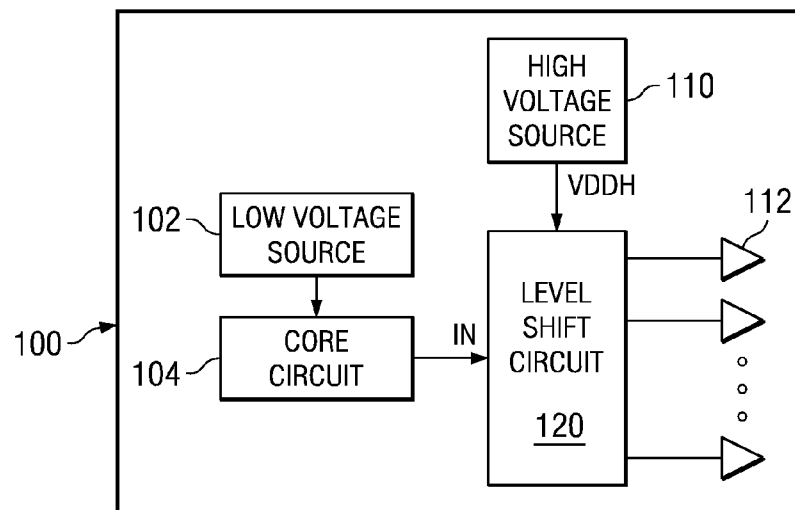 HIGH
VOLTAGE
SOURCE
110
VDDH
102
LOW VOLTAGE
SOURCE
112
100
104
CORE
CIRCUIT
IN
LEVEL
SHIFT
CIRCUIT
120